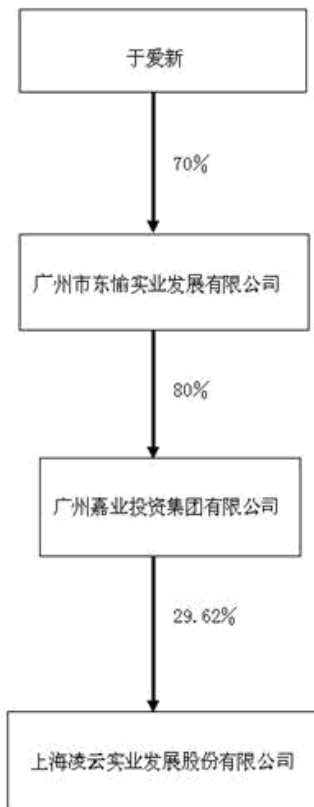 于爱新
70%
广州市东愉实业发展有限公司
80%
广州嘉业投资集团有限公司
29.62%
上海凌云实业发展股份有限公司